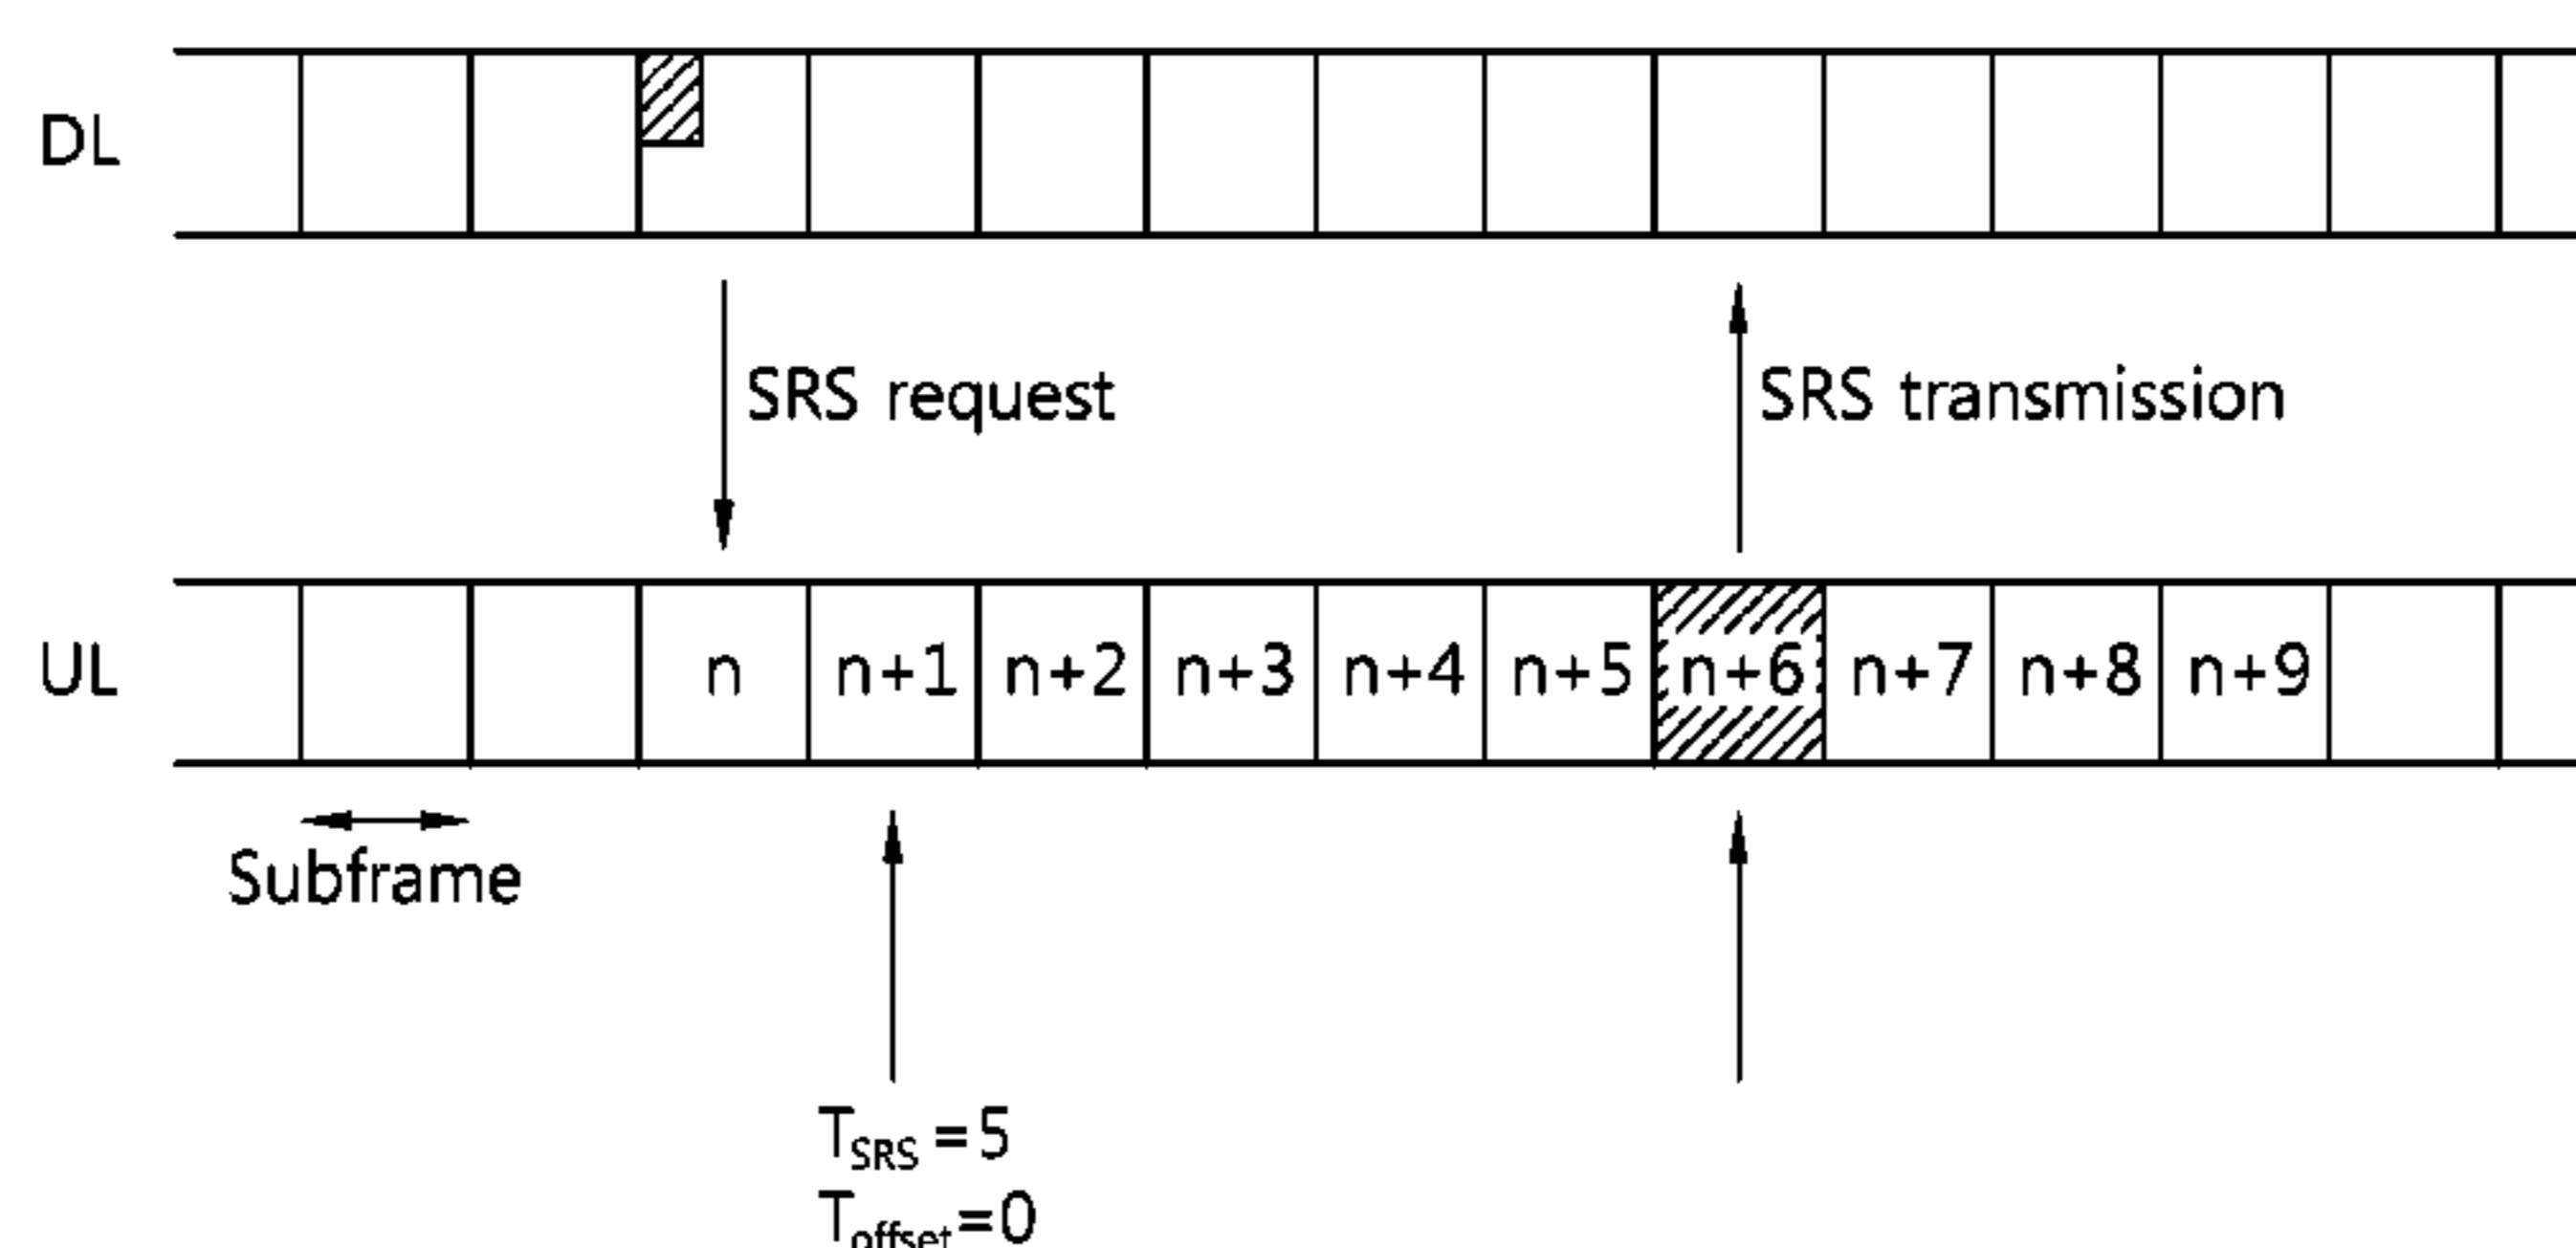 DL
SRS request
SRS transmission
UL
n n+1 n+2 n+3 n+4 n+5 n+6 n+7 n+8 n+9
Subframe
TSRS=5
Toffset=0